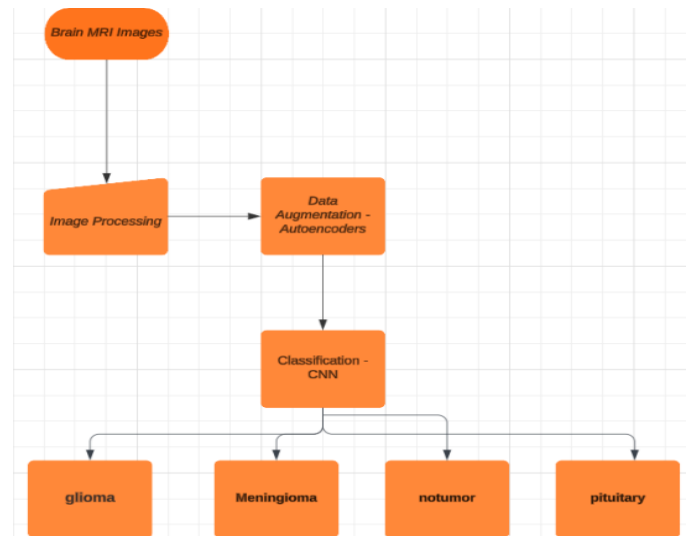 Brain MRI Images
Image Processing
Data
Augmentation -
Autoencoders
Classification -
CNN
glioma
Meningioma
notumor
pituitary